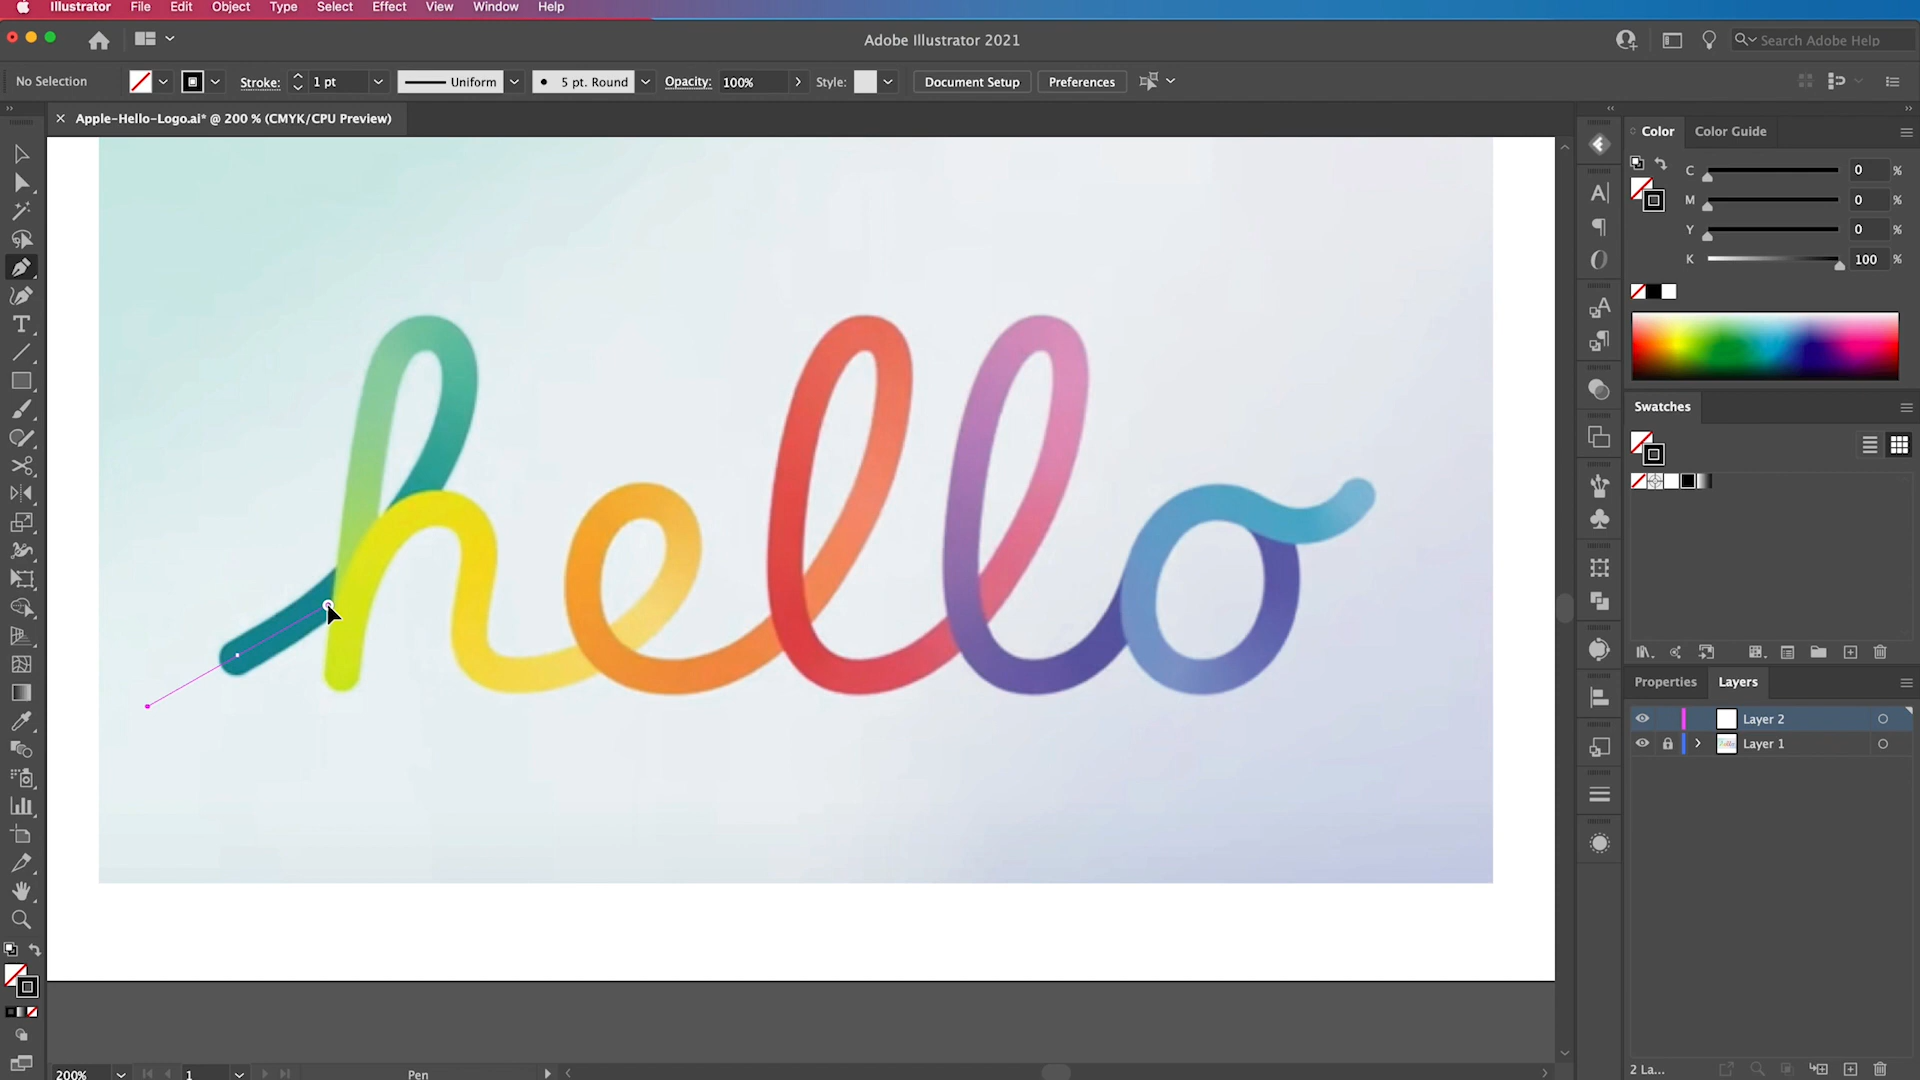 Illustrator File Edit Object Type Select Effect View Window Help
Adobe Illustrator 2021
Search Adobe Help
No Selection
Stroke:
1 pt
Uniform
5 pt. Round
Opacity:
100%
Style:
Document Setup
Preferences
Apple-Hello-Logo.ai* @ 200 % (CMYK/CPU Preview)
hello
Color
Color Guide
C 0 %
M 0 %
Y 0 %
K 100 %
Swatches
Properties
Layers
Layer 2
Layer 1
2 La...
200%
1
Pen